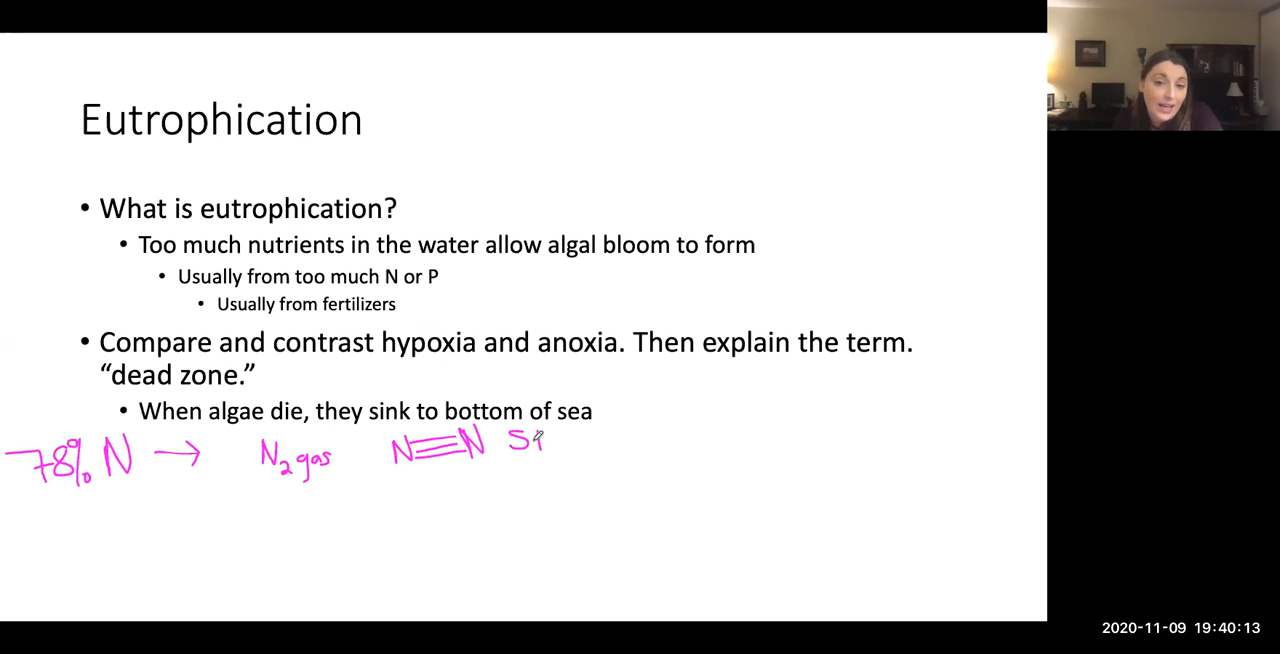 Eutrophication
• What is eutrophication?
• Too much nutrients in the water allow algal bloom to form
• Usually from too much N or P
• Usually from fertilizers
• Compare and contrast hypoxia and anoxia. Then explain the term.
“dead zone.”
• When algae die, they sink to bottom of sea
78% N → N₂ gas N≡N
2020-11-09 19:40:13